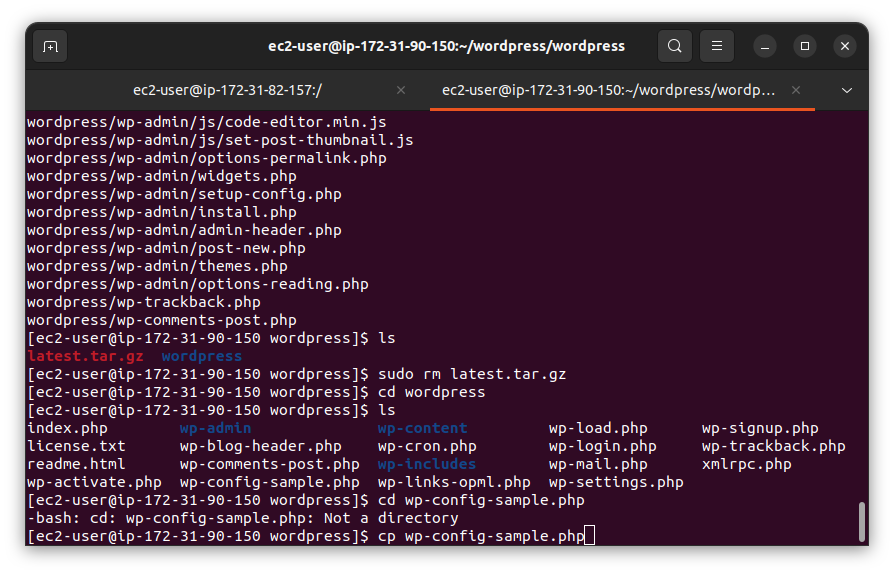 ec2-user@ip-172-31-90-150:~/wordpress/wordpress
ec2-user@ip-172-31-82-157:/
ec2-user@ip-172-31-90-150:~/wordpress/wordp…
wordpress/wp-admin/js/code-editor.min.js
wordpress/wp-admin/js/set-post-thumbnail.js
wordpress/wp-admin/options-permalink.php
wordpress/wp-admin/widgets.php
wordpress/wp-admin/setup-config.php
wordpress/wp-admin/install.php
wordpress/wp-admin/admin-header.php
wordpress/wp-admin/post-new.php
wordpress/wp-admin/themes.php
wordpress/wp-admin/options-reading.php
wordpress/wp-trackback.php
wordpress/wp-comments-post.php
[ec2-user@ip-172-31-90-150 wordpress]$ ls
latest.tar.gz  wordpress
[ec2-user@ip-172-31-90-150 wordpress]$ sudo rm latest.tar.gz
[ec2-user@ip-172-31-90-150 wordpress]$ cd wordpress
[ec2-user@ip-172-31-90-150 wordpress]$ ls
index.php        wp-admin              wp-content         wp-load.php      wp-signup.php
license.txt      wp-blog-header.php    wp-cron.php        wp-login.php     wp-trackback.php
readme.html      wp-comments-post.php  wp-includes        wp-mail.php      xmlrpc.php
wp-activate.php  wp-config-sample.php  wp-links-opml.php  wp-settings.php
[ec2-user@ip-172-31-90-150 wordpress]$ cd wp-config-sample.php
-bash: cd: wp-config-sample.php: Not a directory
[ec2-user@ip-172-31-90-150 wordpress]$ cp wp-config-sample.php